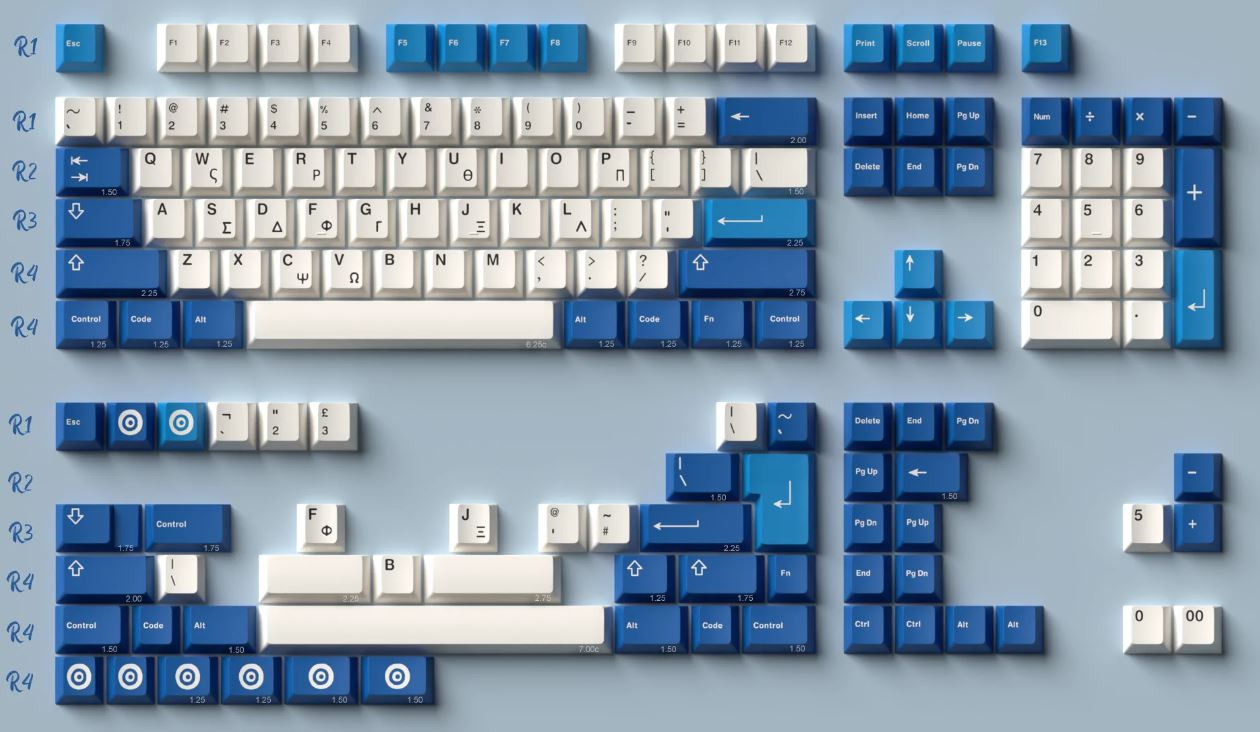 R1 Esc F1 F2 F3 F4 F5 F6 F7 F8 F9 F10 F11 F12 Print Scroll Pause F13
R1 ~ ` ! 1 @ 2 # 3 $ 4 % 5 ^ 6 & 7 * 8 ( 9 ) 0 _ - + = ← 2.00 Insert Home Pg Up Num ÷ × −
R2 ⇤ ⇥ 1.50 Q W ς E R Ρ T Y U Θ I O P Π { [ } ] | \ 1.50 Delete End Pg Dn 7 8 9 +
R3 ⇩ 1.75 A S Σ D Δ F Φ G Γ H J Ξ K L Λ : ; " ' ← 2.25 4 5 6
R4 ⇧ 2.25 Z X C Ψ V Ω B N M < , > . ? / ⇧ 2.75 ↑ 1 2 3 ↵
R4 Control 1.25 Code 1.25 Alt 1.25 6.25c Alt 1.25 Code 1.25 Fn 1.25 Control 1.25 ← ↓ → 0 .
R1 Esc ¬ ` " 2 £ 3 | \ ~ ` Delete End Pg Dn
R2 | \ 1.50 ↵ Pg Up ← 1.50 −
R3 ⇩ 1.75 Control 1.75 F Φ J Ξ @ ' ~ # ← 2.25 Pg Dn Pg Up 5 +
R4 ⇧ 2.00 | \ 2.25 B 2.75 ⇧ 1.25 ⇧ 1.75 Fn End Pg Dn
R4 Control 1.50 Code Alt 1.50 7.00c Alt 1.50 Code Control 1.50 Ctrl Ctrl Alt Alt 0 00
R4 1.25 1.25 1.50 1.50